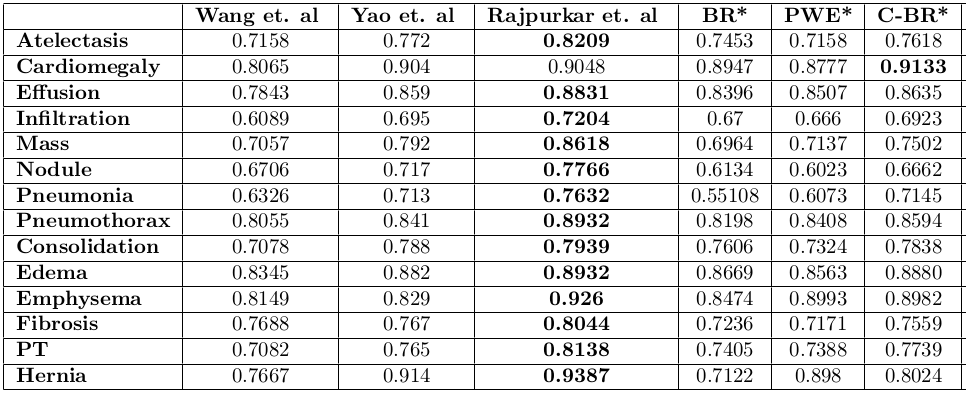 Wang et. al Yao et. al Rajpurkar et. al BR* PWE* C-BR*
Atelectasis 0.7158 0.772 0.8209 0.7453 0.7158 0.7618
Cardiomegaly 0.8065 0.904 0.9048 0.8947 0.8777 0.9133
Effusion 0.7843 0.859 0.8831 0.8396 0.8507 0.8635
Infiltration 0.6089 0.695 0.7204 0.67 0.666 0.6923
Mass 0.7057 0.792 0.8618 0.6964 0.7137 0.7502
Nodule 0.6706 0.717 0.7766 0.6134 0.6023 0.6662
Pneumonia 0.6326 0.713 0.7632 0.55108 0.6073 0.7145
Pneumothorax 0.8055 0.841 0.8932 0.8198 0.8408 0.8594
Consolidation 0.7078 0.788 0.7939 0.7606 0.7324 0.7838
Edema 0.8345 0.882 0.8932 0.8669 0.8563 0.8880
Emphysema 0.8149 0.829 0.926 0.8474 0.8993 0.8982
Fibrosis 0.7688 0.767 0.8044 0.7236 0.7171 0.7559
PT 0.7082 0.765 0.8138 0.7405 0.7388 0.7739
Hernia 0.7667 0.914 0.9387 0.7122 0.898 0.8024